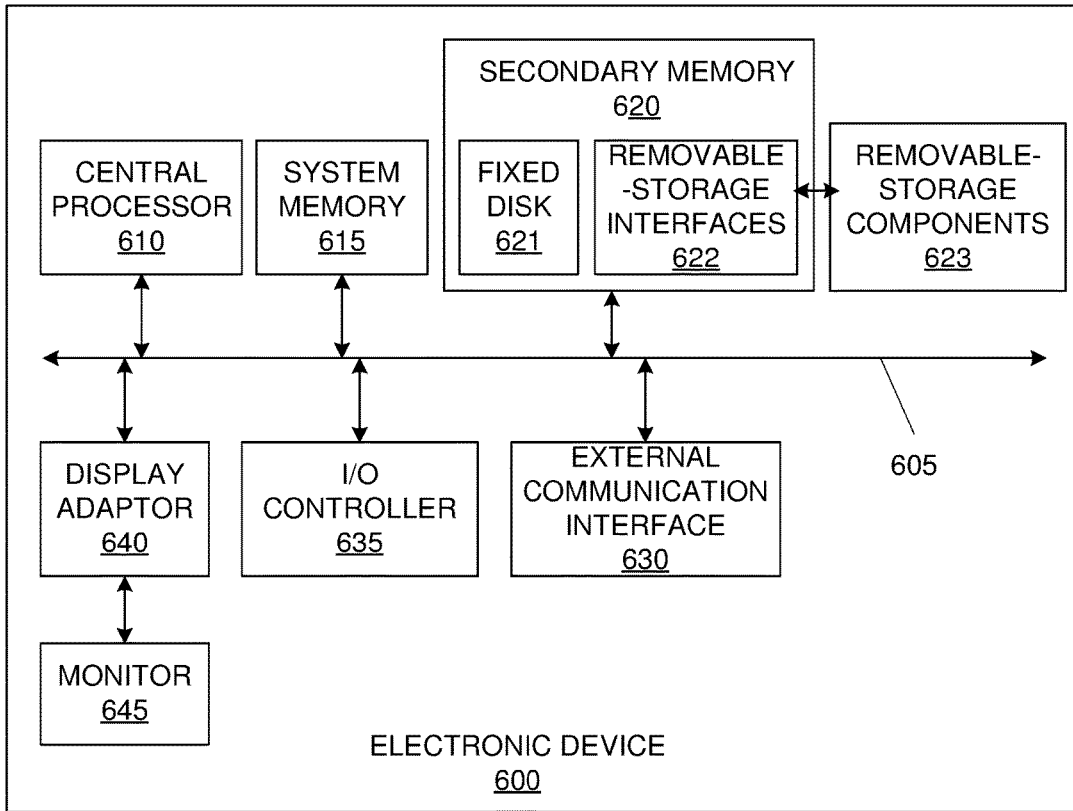 SECONDARY MEMORY
620
CENTRAL
PROCESSOR
610
SYSTEM
MEMORY
615
FIXED
DISK
621
REMOVABLE
-STORAGE
INTERFACES
622
REMOVABLE-
STORAGE
COMPONENTS
623
605
DISPLAY
ADAPTOR
640
I/O
CONTROLLER
635
EXTERNAL
COMMUNICATION
INTERFACE
630
MONITOR
645
ELECTRONIC DEVICE
600